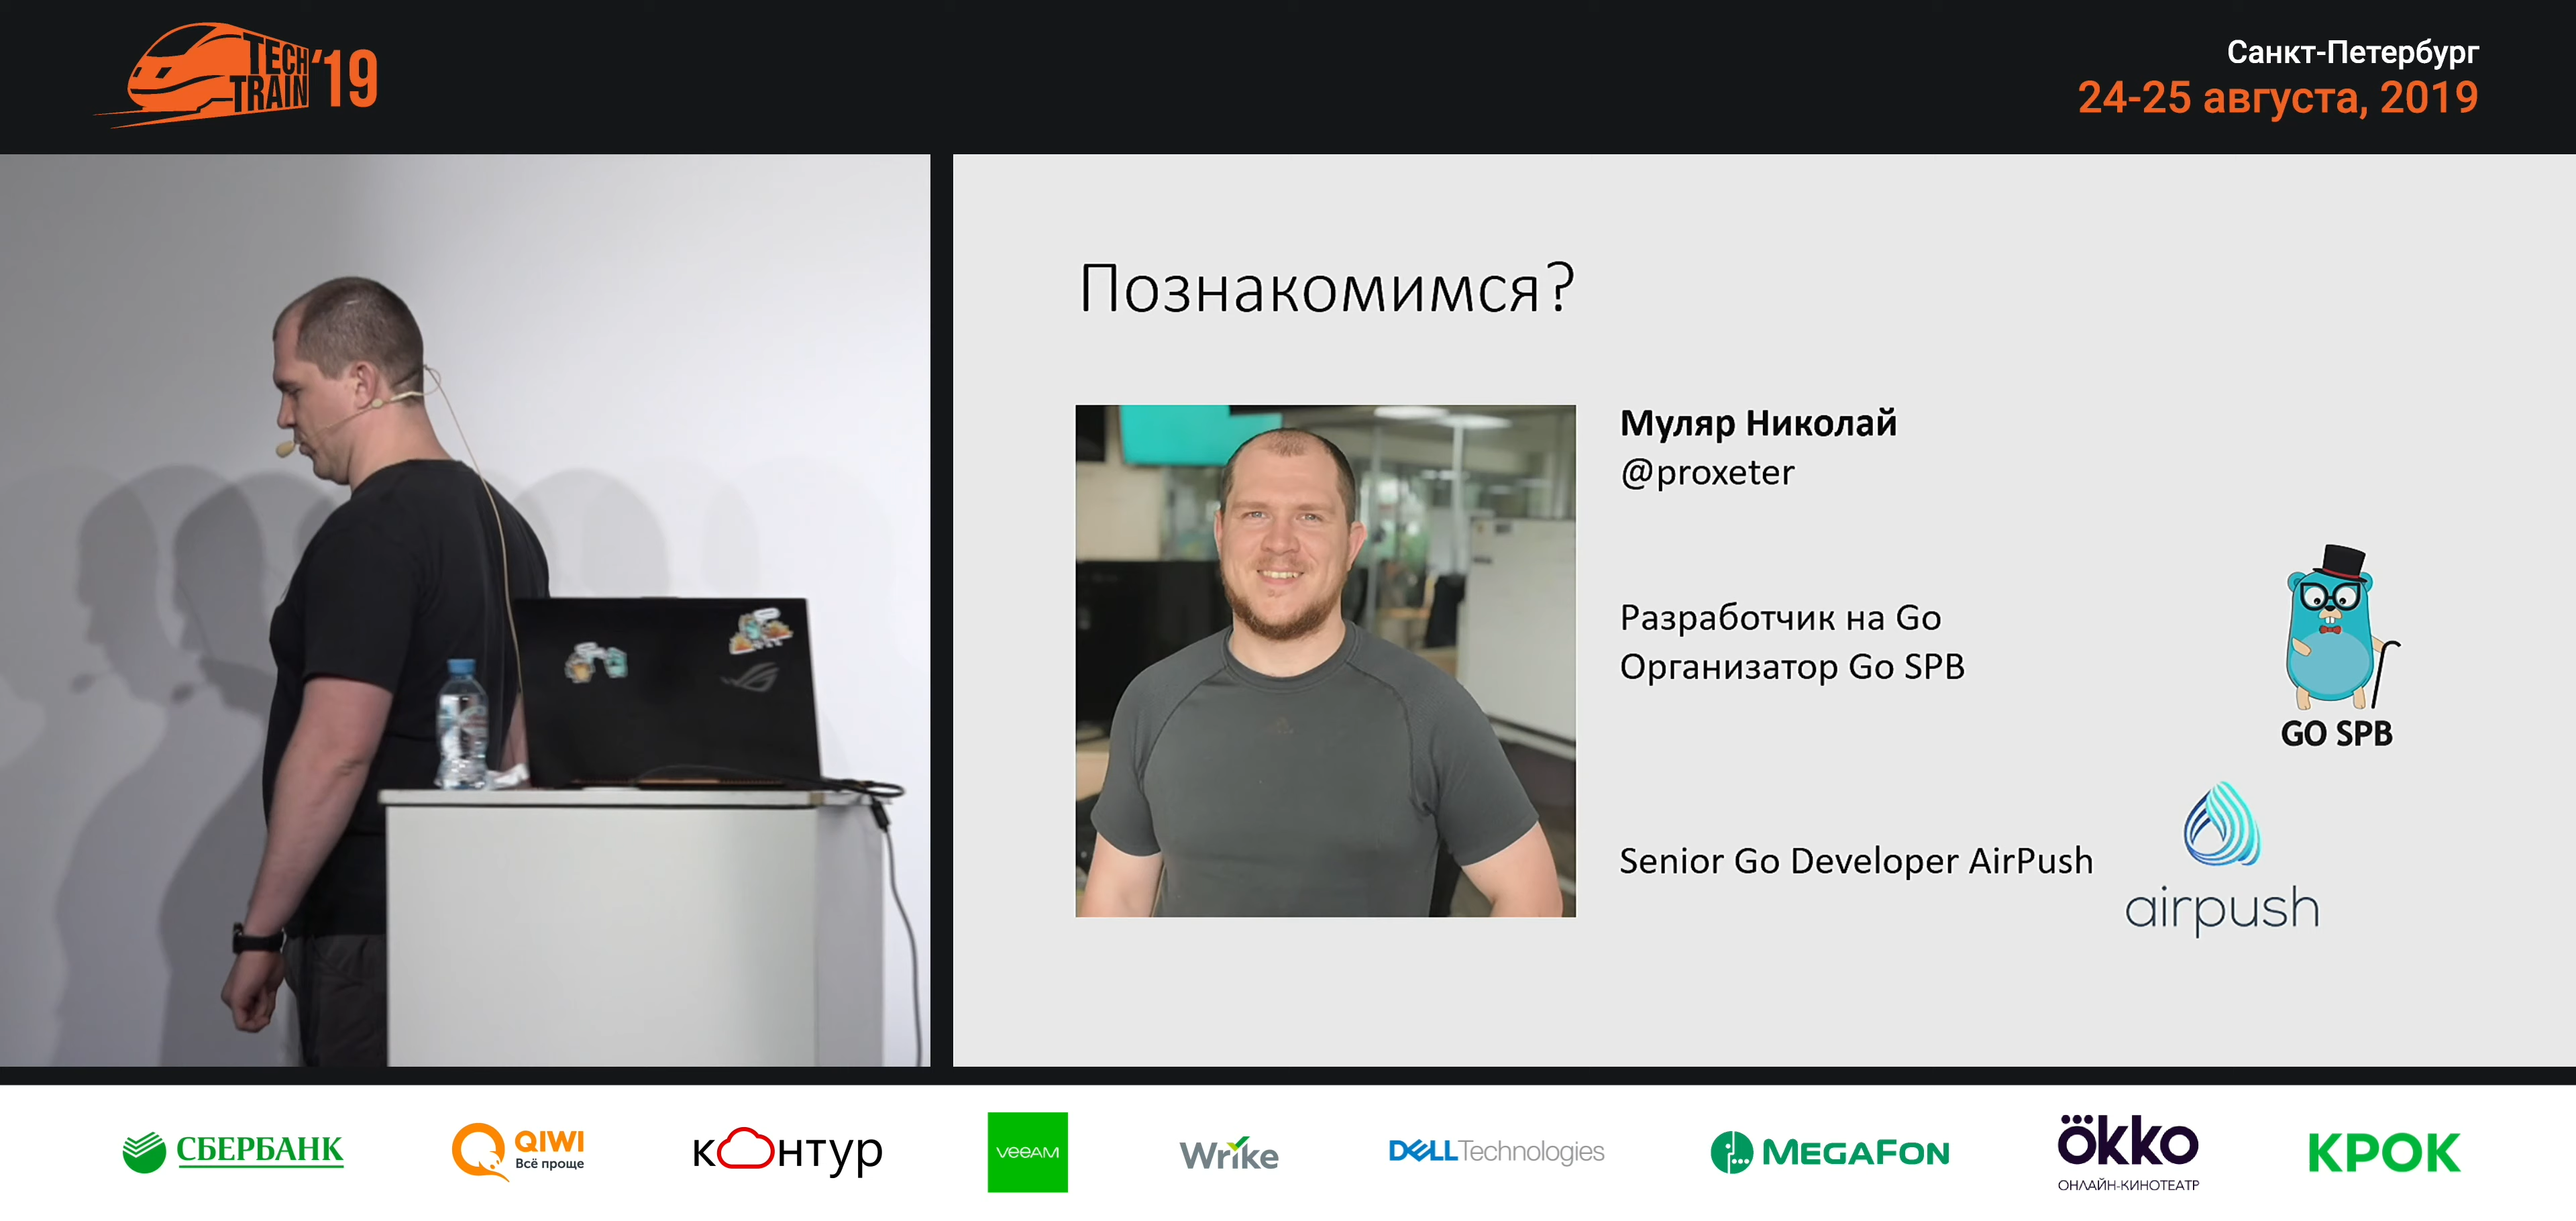 TECH
TRAIN '19
Санкт-Петербург
24-25 августа, 2019
Познакомимся?
Муляр Николай
@proxeter
Разработчик на Go
Организатор Go SPB
GO SPB
Senior Go Developer AirPush
airpush
СБЕРБАНК
QIWI
Всё проще
контур
veeAM
Wrike
DELL Technologies
MEGAFON
ökko
ОНЛАЙН-КИНОТЕАТР
КРОК